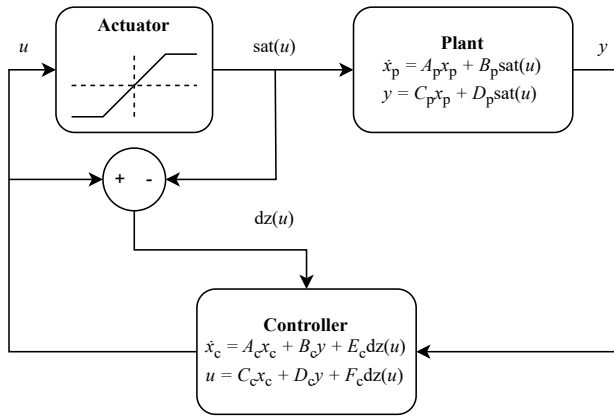 Actuator
u
sat(u)
Plant
ẋp = Apxp + Bpsat(u)
y = Cpxp + Dpsat(u)
y
+ -
dz(u)
Controller
ẋc = Acxc + Bcy + Ecdz(u)
u = Ccxc + Dcy + Fcdz(u)